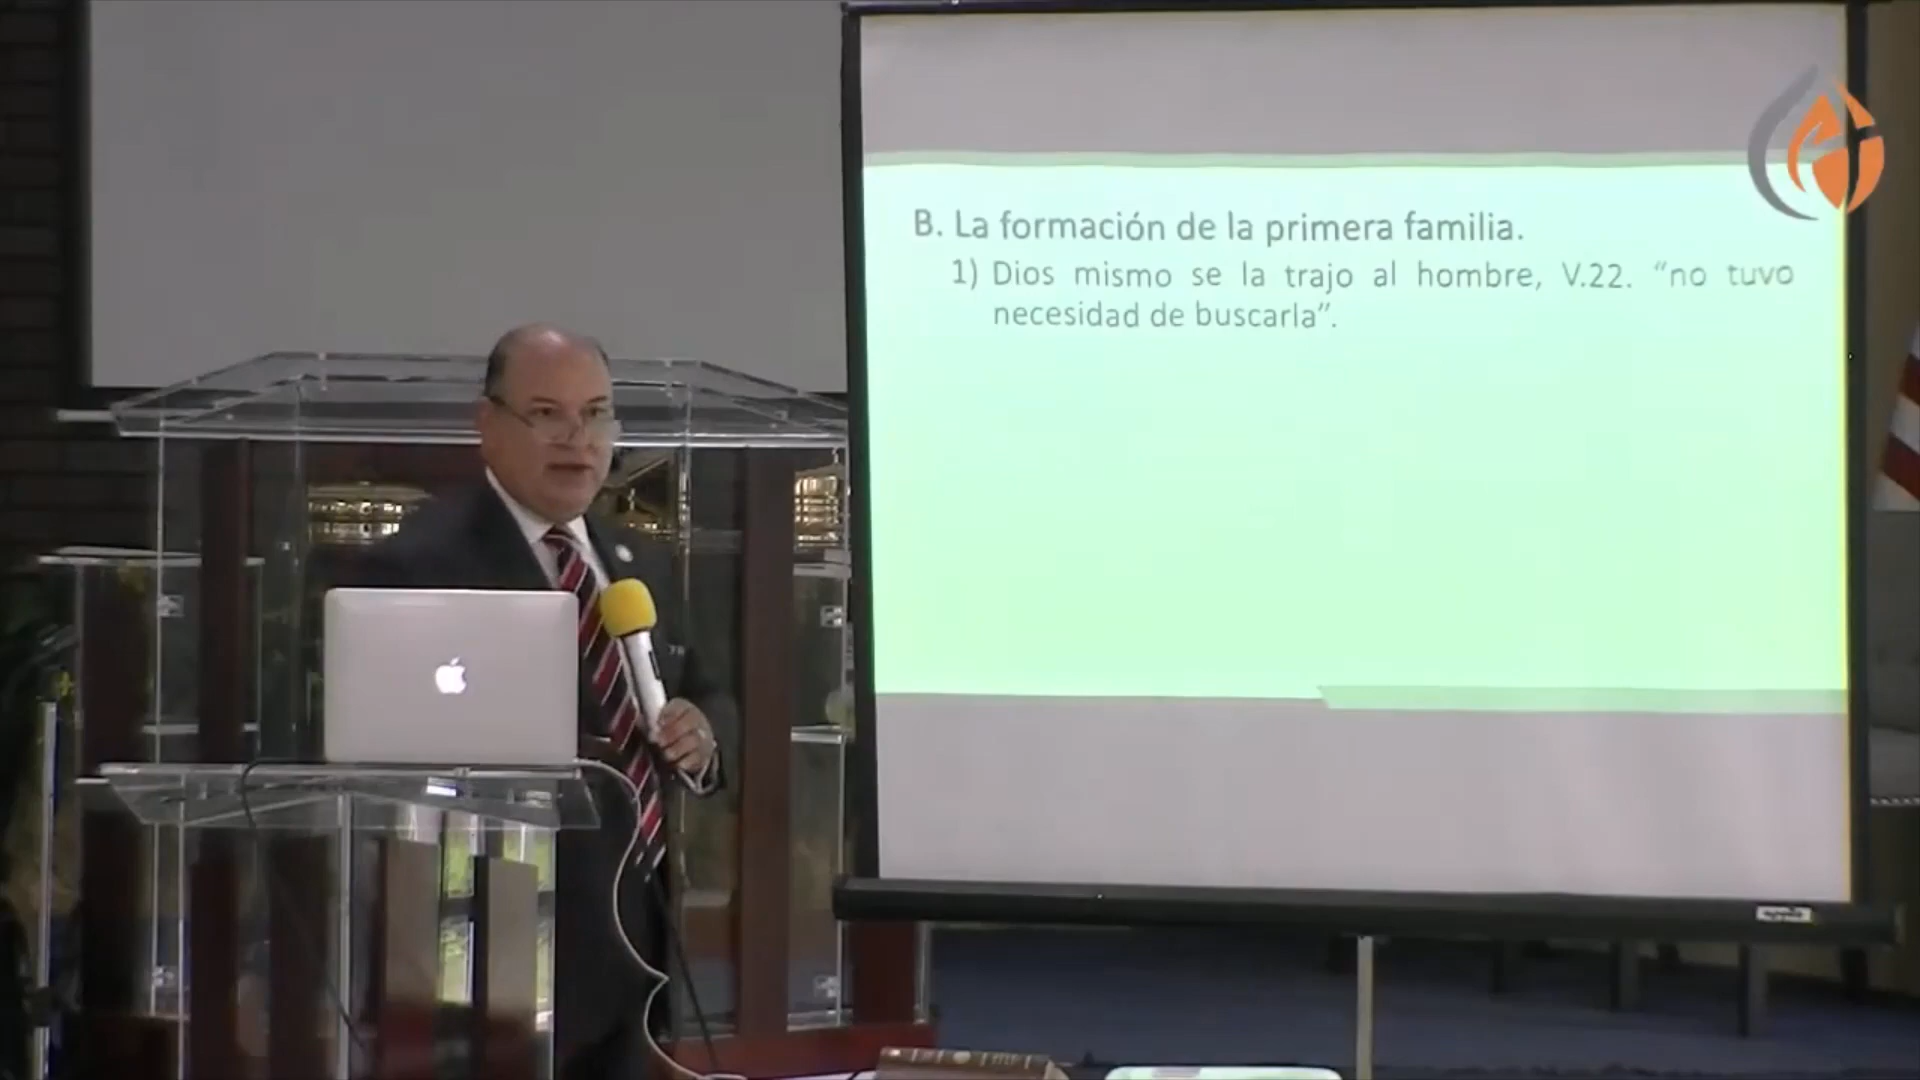 B. La formación de la primera familia.
1) Dios mismo se la trajo al hombre, V.22. “no tuvo
necesidad de buscarla”.